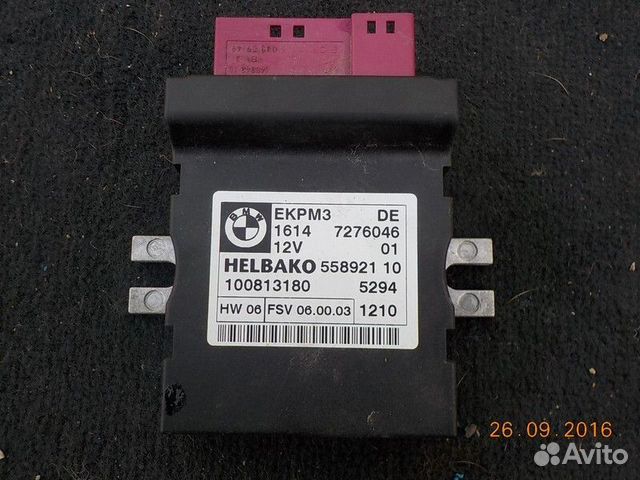 BMW
EKPM3 DE
1614 7276046
12V 01
HELBAKO 558921 10
100813180 5294
HW 06 FSV 06.00.03 1210
26.09.2016
Avito